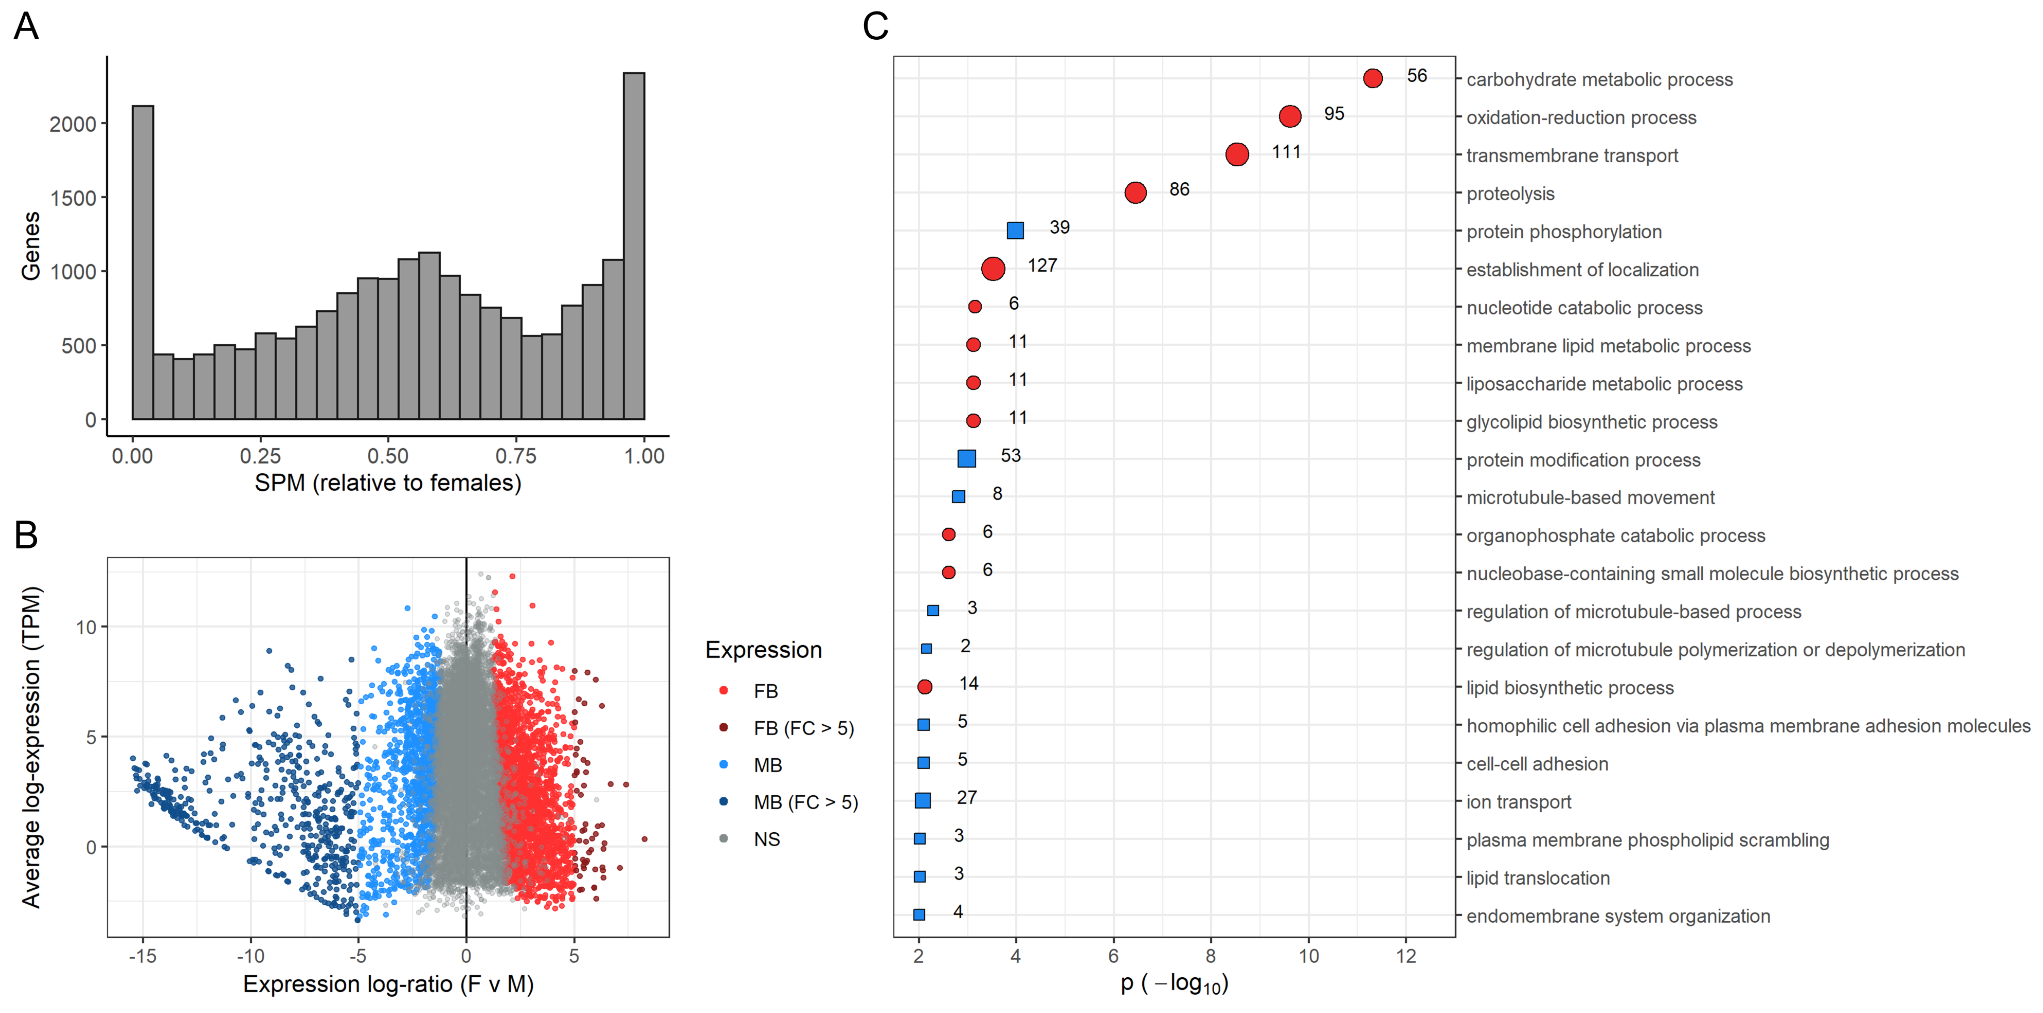 A
Genes
2000
1500
1000
500
0
0.00 0.25 0.50 0.75 1.00
SPM (relative to females)
B
Average log-expression (TPM)
10
5
0
-15 -10 -5 0 5
Expression log-ratio (F v M)
Expression
FB
FB (FC > 5)
MB
MB (FC > 5)
NS
C
56 carbohydrate metabolic process
95 oxidation-reduction process
111 transmembrane transport
86 proteolysis
39 protein phosphorylation
127 establishment of localization
6 nucleotide catabolic process
11 membrane lipid metabolic process
11 liposaccharide metabolic process
11 glycolipid biosynthetic process
53 protein modification process
8 microtubule-based movement
6 organophosphate catabolic process
6 nucleobase-containing small molecule biosynthetic process
3 regulation of microtubule-based process
2 regulation of microtubule polymerization or depolymerization
14 lipid biosynthetic process
5 homophilic cell adhesion via plasma membrane adhesion molecules
5 cell-cell adhesion
27 ion transport
3 plasma membrane phospholipid scrambling
3 lipid translocation
4 endomembrane system organization
2 4 6 8 10 12
p ( −log10)